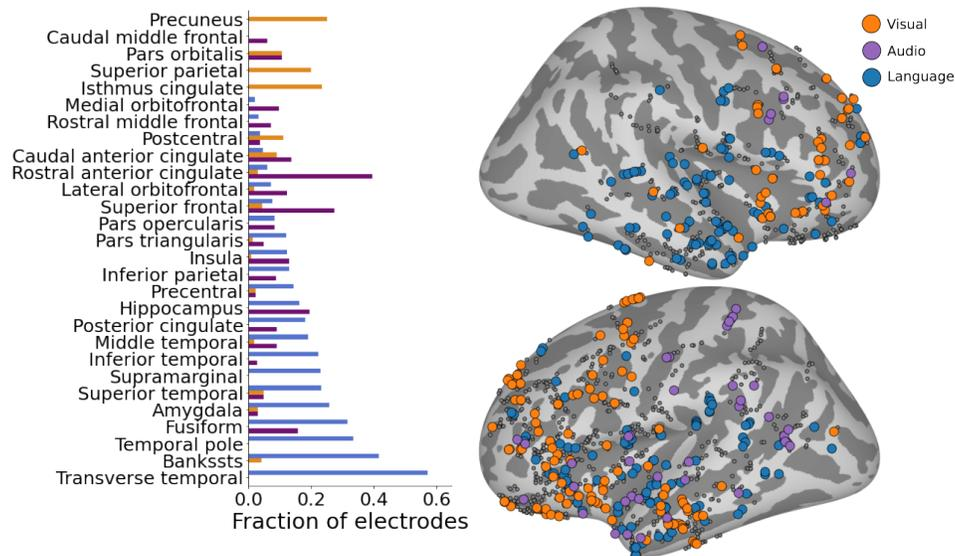 Precuneus
Caudal middle frontal
Pars orbitalis
Superior parietal
Isthmus cingulate
Medial orbitofrontal
Rostral middle frontal
Postcentral
Caudal anterior cingulate
Rostral anterior cingulate
Lateral orbitofrontal
Superior frontal
Pars opercularis
Pars triangularis
Insula
Inferior parietal
Precentral
Hippocampus
Posterior cingulate
Middle temporal
Inferior temporal
Supramarginal
Superior temporal
Amygdala
Fusiform
Temporal pole
Bankssts
Transverse temporal
0.0 0.2 0.4 0.6
Fraction of electrodes
Visual
Audio
Language